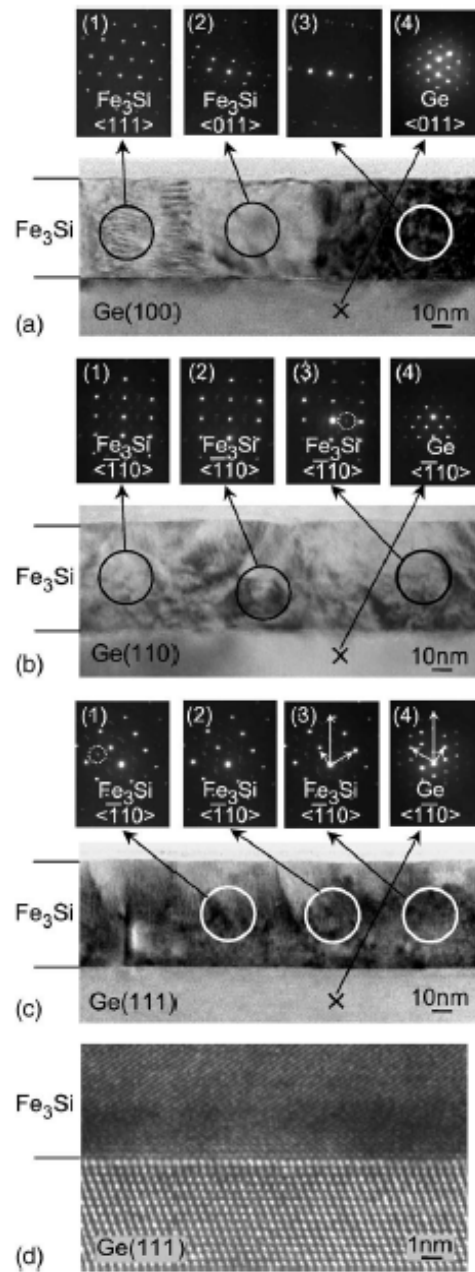 (1) (2) (3) (4)
Fe₃Si Fe₃Si Ge
<111> <011> <011>
Fe₃Si
Ge(100)
10nm
(a)
(1) (2) (3) (4)
Fe₃Si Fe₃Si Fe₃Si Ge
<1̅10> <1̅10> <1̅10> <1̅10>
Fe₃Si
Ge(110)
10nm
(b)
(1) (2) (3) (4)
Fe₃Si Fe₃Si Fe₃Si Ge
<1̅10> <1̅10> <1̅10> <1̅10>
Fe₃Si
Ge(111)
10nm
(c)
Fe₃Si
Ge(111)
1nm
(d)